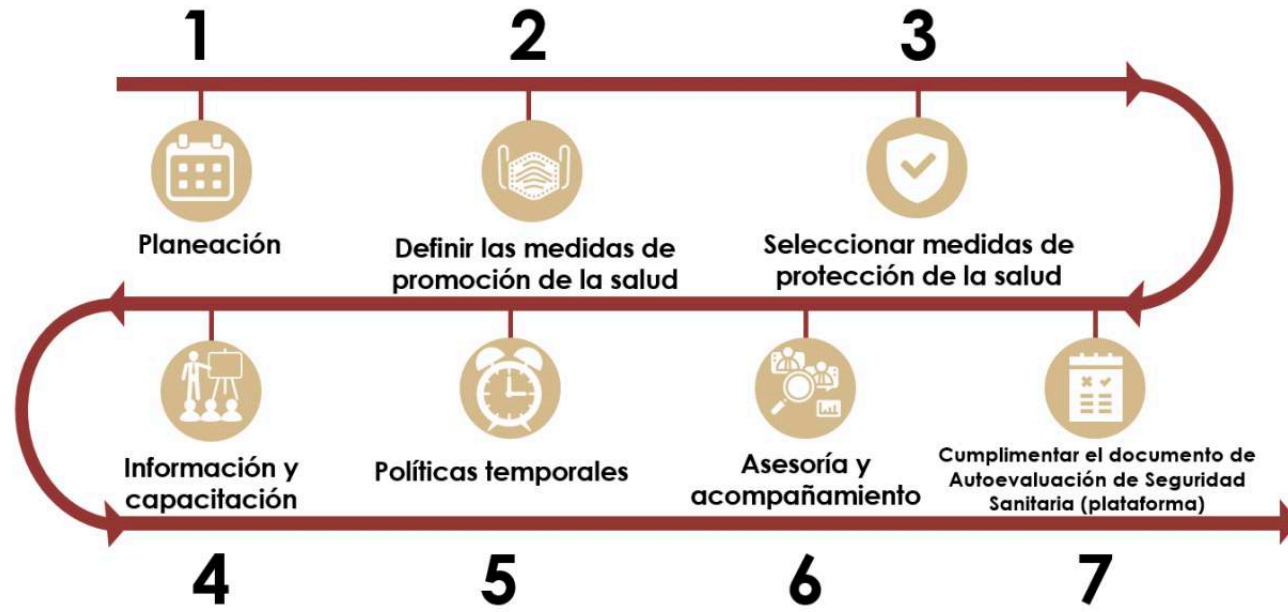 1
2
3
Planeación
Definir las medidas de
promoción de la salud
Seleccionar medidas de
protección de la salud
Información y
capacitación
Políticas temporales
Asesoría y
acompañamiento
Cumplimentar el documento de
Autoevaluación de Seguridad
Sanitaria (plataforma)
4
5
6
7